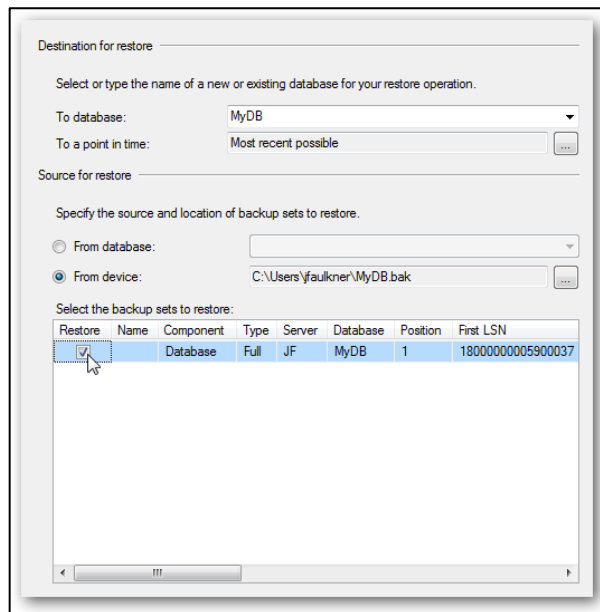 Destination for restore
Select or type the name of a new or existing database for your restore operation.
To database: MyDB
To a point in time: Most recent possible ...
Source for restore
Specify the source and location of backup sets to restore.
From database:
From device: C:\Users\jfaulkner\MyDB.bak ...
Select the backup sets to restore:
Restore Name Component Type Server Database Position First LSN
Database Full JF MyDB 1 18000000005900037